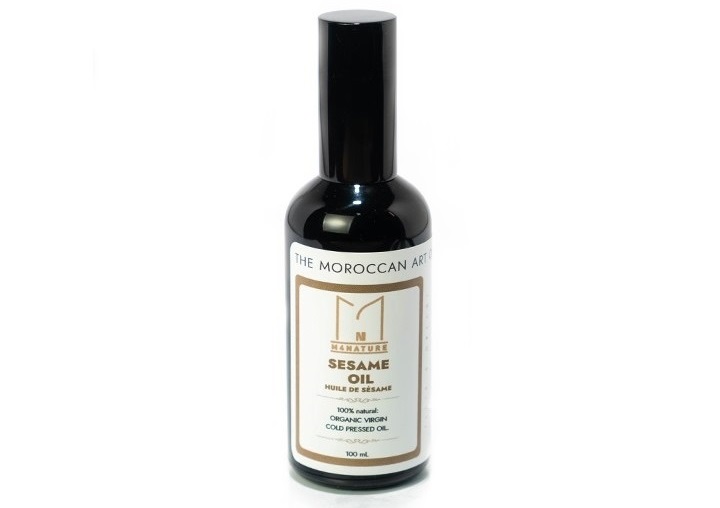 THE MOROCCAN ART
N
M4NATURE
SESAME
OIL
HUILE DE SÉSAME
100% natural:
ORGANIC VIRGIN
COLD PRESSED OIL.
100 mL